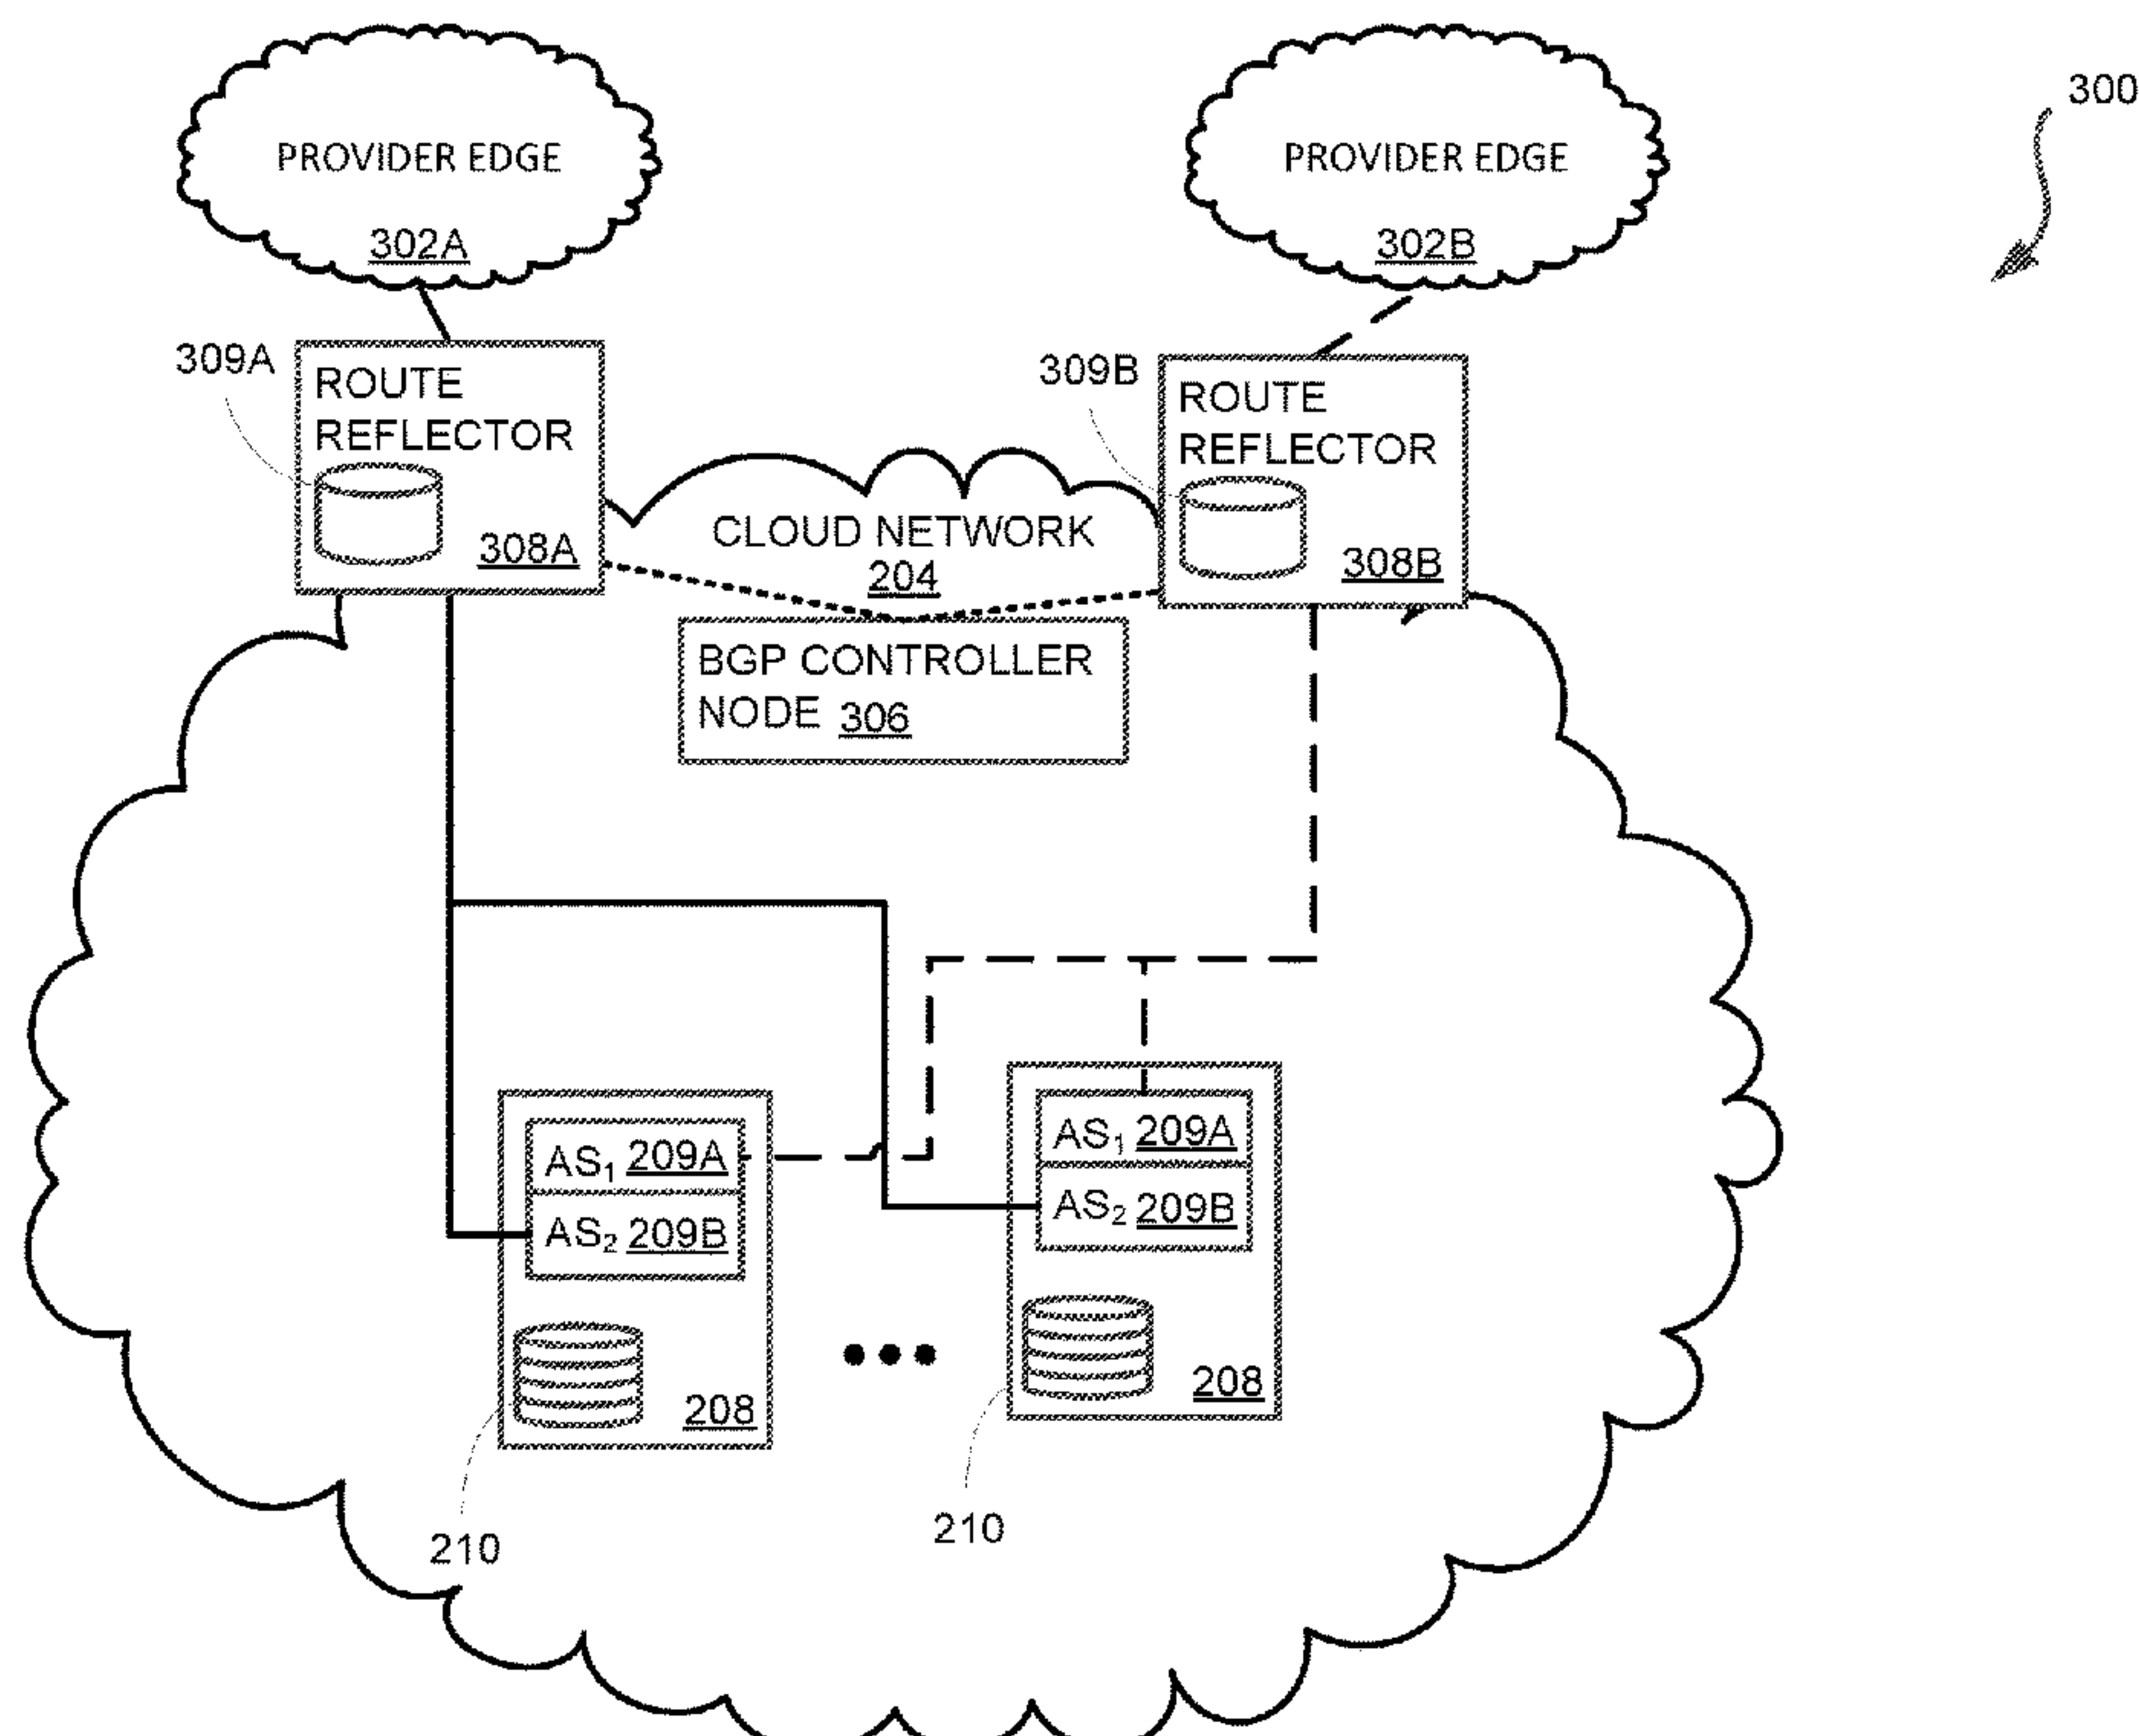 300
PROVIDER EDGE
302A
PROVIDER EDGE
302B
309A
ROUTE
REFLECTOR
308A
309B
ROUTE
REFLECTOR
308B
CLOUD NETWORK
204
BGP CONTROLLER
NODE 306
AS₁ 209A
AS₂ 209B
208
210
AS₁ 209A
AS₂ 209B
208
210